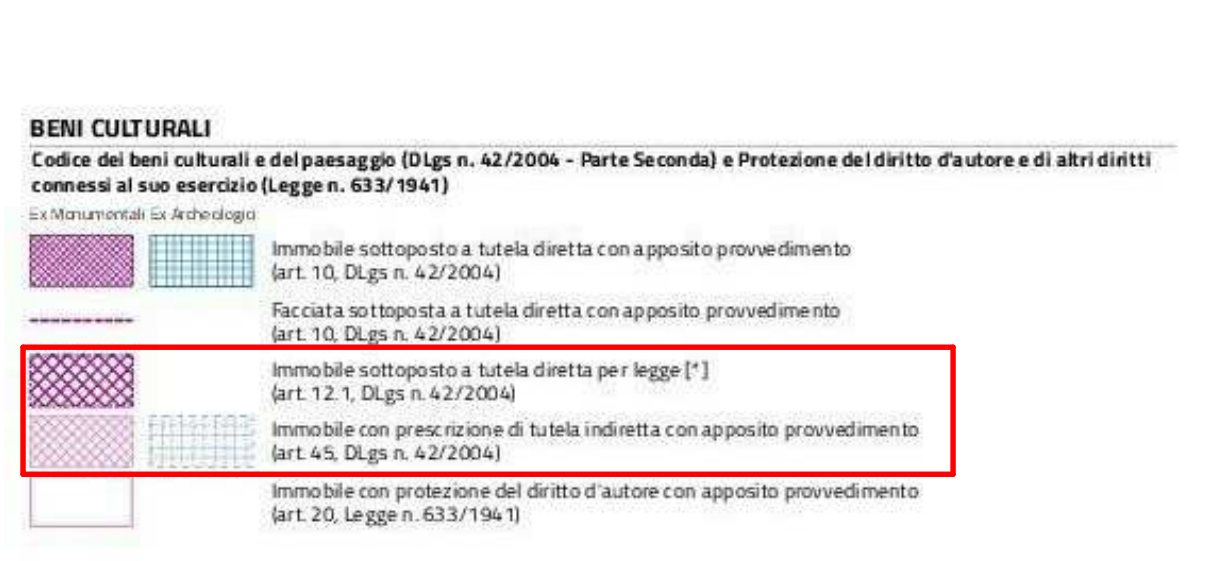 BENI CULTURALI
Codice dei beni culturali e del paesaggio (DLgs n. 42/2004 - Parte Seconda) e Protezione del diritto d'autore e di altri diritti
connessi al suo esercizio (Legge n. 633/1941)
Ex Monumentali Ex Archeologici
Immobile sottoposto a tutela diretta con apposito provvedimento
(art. 10, DLgs n. 42/2004)
Facciata sottoposta a tutela diretta con apposito provvedimento
(art. 10, DLgs n. 42/2004)
Immobile sottoposto a tutela diretta per legge [*]
(art. 12.1, DLgs n. 42/2004)
Immobile con prescrizione di tutela indiretta con apposito provvedimento
(art. 45, DLgs n. 42/2004)
Immobile con protezione del diritto d'autore con apposito provvedimento
(art. 20, Legge n. 633/1941)